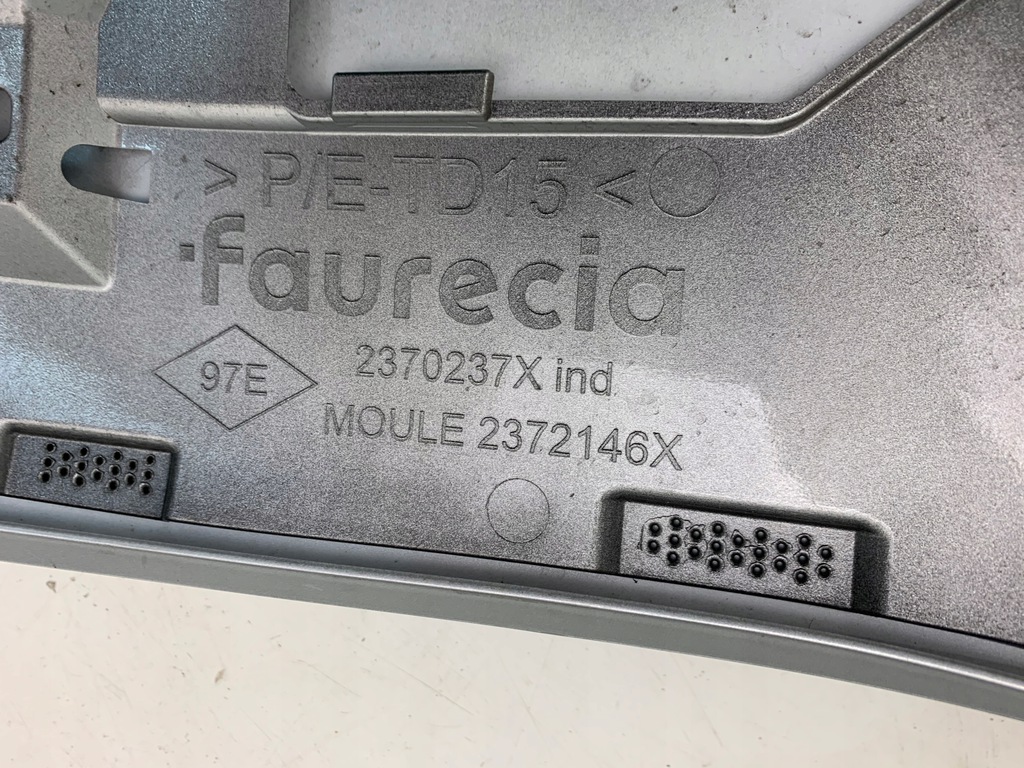 > P/E-TD15 <
faurecia
97E
2370237X ind
MOULE 2372146X